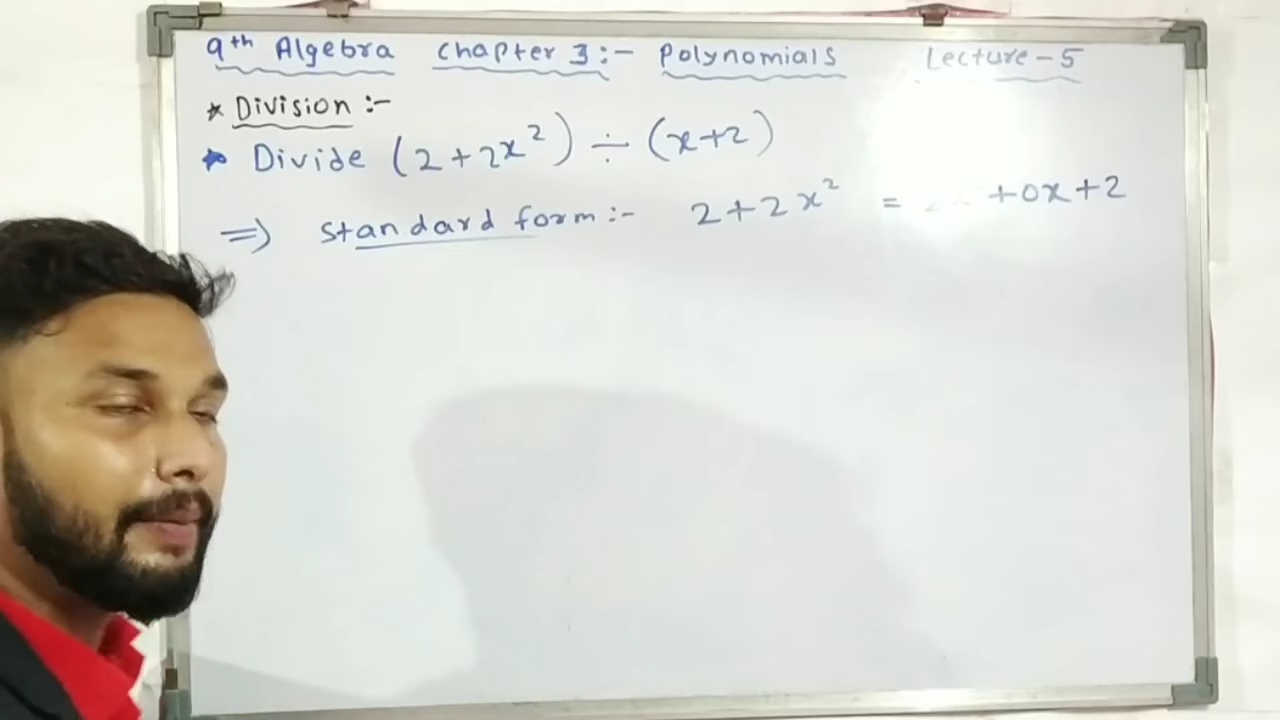 9th Algebra Chapter 3:- Polynomials Lecture-5
* Division :-
* Divide (2+2x²) ÷ (x+2)
⇒ Standard form:- 2+2x² = +0x+2